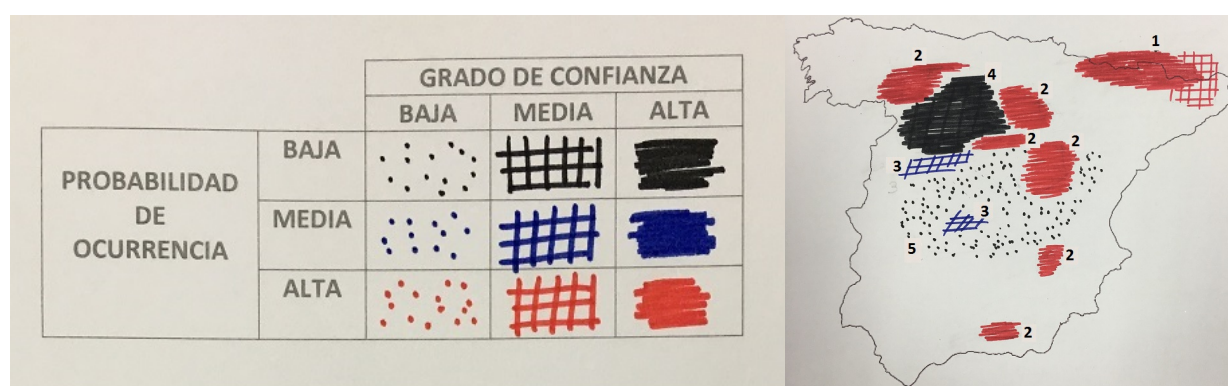 GRADO DE CONFIANZA
BAJA MEDIA ALTA
PROBABILIDAD
DE
OCURRENCIA
BAJA
MEDIA
ALTA
1
2
4
2
2
2
3
3
5
2
2